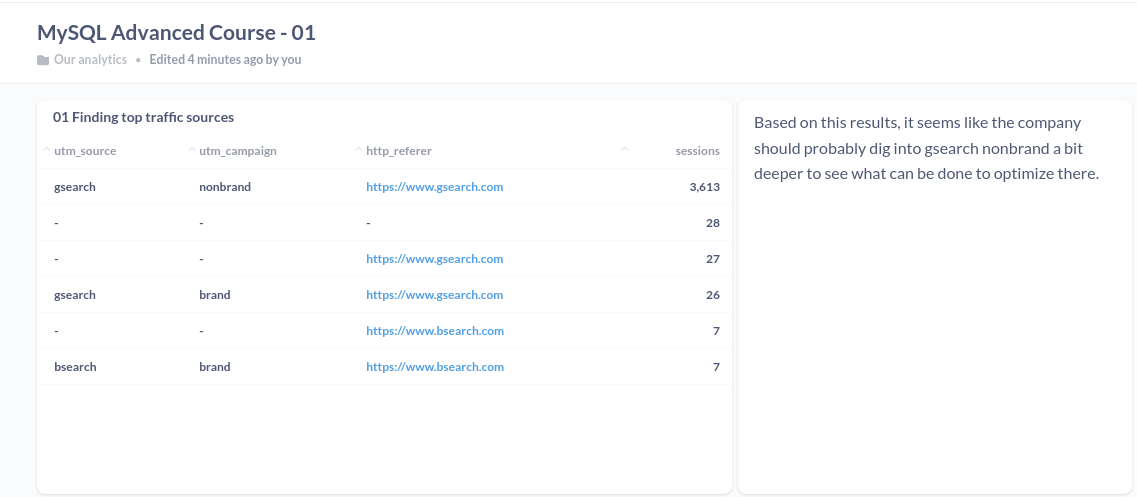 MySQL Advanced Course - 01
Our analytics • Edited 4 minutes ago by you
01 Finding top traffic sources
utm_source utm_campaign http_referer sessions
gsearch nonbrand https://www.gsearch.com 3,613
- - - 28
- - https://www.gsearch.com 27
gsearch brand https://www.gsearch.com 26
- - https://www.bsearch.com 7
bsearch brand https://www.bsearch.com 7
Based on this results, it seems like the company
should probably dig into gsearch nonbrand a bit
deeper to see what can be done to optimize there.